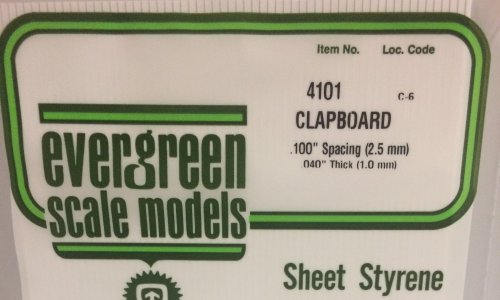 Item No. Loc. Code
4101 C-6
CLAPBOARD
.100" Spacing (2.5 mm)
.040" Thick (1.0 mm)
evergreen
scale models
Sheet Styrene